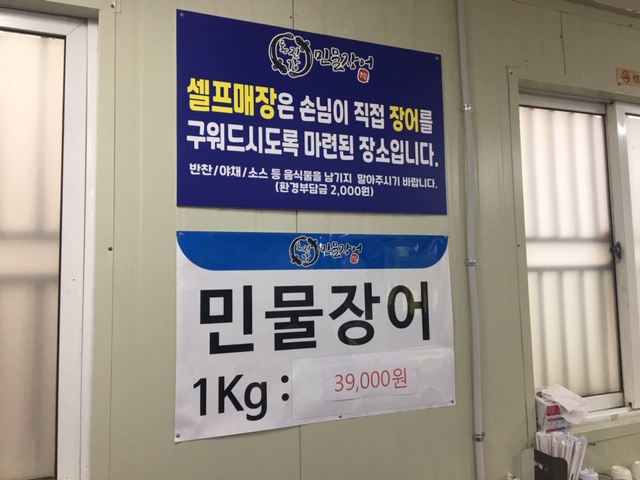 민물장어
셀프매장은 손님이 직접 장어를
구워드시도록 마련된 장소입니다.
반찬/야채/소스 등 음식물을 남기지 말아주시기 바랍니다.
(환경부담금 2,000원)
민물장어
민물장어
1Kg : 39,000원